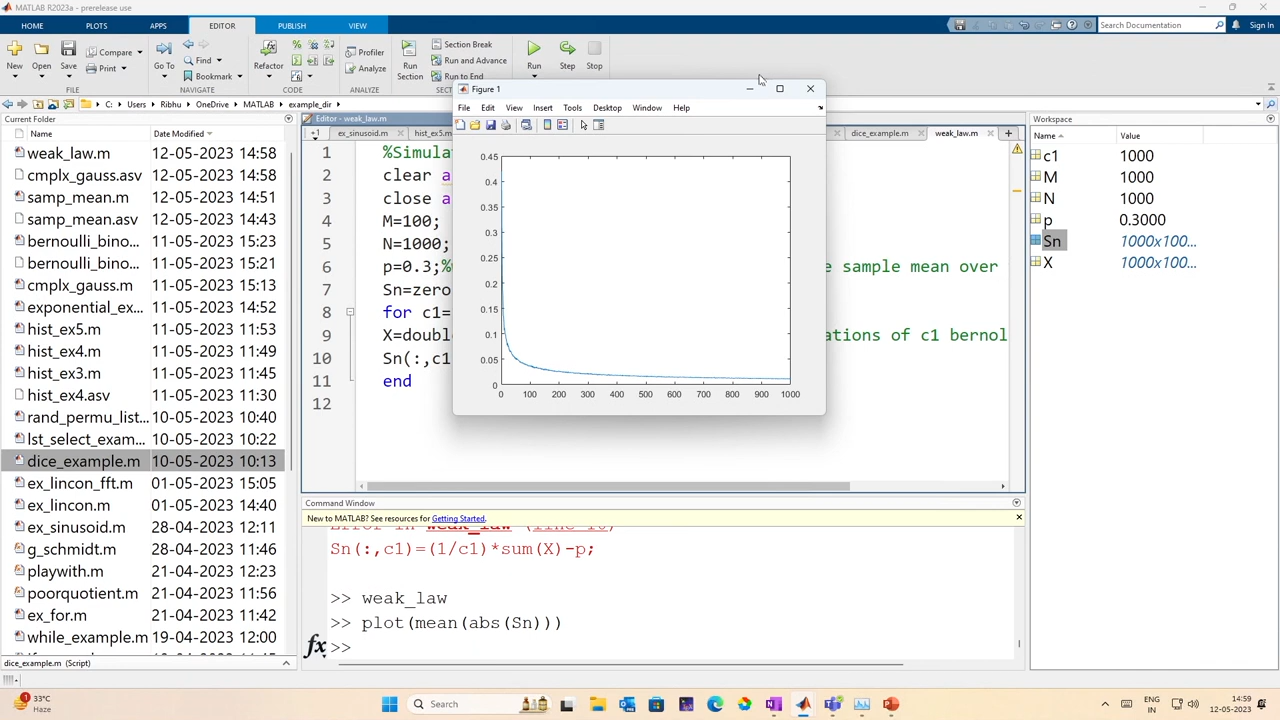 MATLAB R2023a - prerelease use
HOME PLOTS APPS EDITOR PUBLISH VIEW
Search Documentation
Sign In
New Open Save
Compare
Print
Go To
Find
Bookmark
Refactor
Profiler
Analyze
Run Section
Section Break
Run and Advance
Run to End
Run Step Stop
FILE NAVIGATE CODE ANALYZE
C: Users Ribhu OneDrive MATLAB example_dir
Current Folder
Name Date Modified
weak_law.m 12-05-2023 14:58
cmplx_gauss.asv 12-05-2023 14:58
samp_mean.m 12-05-2023 14:51
samp_mean.asv 12-05-2023 14:43
bernoulli_bino... 11-05-2023 15:23
bernoulli_bino... 11-05-2023 15:21
cmplx_gauss.m 11-05-2023 15:13
exponential_ex... 11-05-2023 14:52
hist_ex5.m 11-05-2023 11:53
hist_ex4.m 11-05-2023 11:49
hist_ex3.m 11-05-2023 11:45
hist_ex4.asv 11-05-2023 11:30
rand_permu_list... 10-05-2023 10:40
lst_select_exam... 10-05-2023 10:22
dice_example.m 10-05-2023 10:13
ex_lincon_fft.m 01-05-2023 15:05
ex_lincon.m 01-05-2023 14:40
ex_sinusoid.m 28-04-2023 12:11
g_schmidt.m 28-04-2023 11:46
playwith.m 21-04-2023 12:23
poorquotient.m 21-04-2023 11:56
ex_for.m 21-04-2023 11:42
while_example.m 19-04-2023 12:00
dice_example.m (Script)
Editor - weak_law.m
+1 ex_sinusoid.m hist_ex5.m dice_example.m weak_law.m
1 %Simula
2 clear a
3 close a
4 M=100;
5 N=1000;
6 p=0.3;% e sample mean over
7 Sn=zero
8 for c1=
9 X=doubl ations of c1 bernol
10 Sn(:,c1
11 end
12
Figure 1
File Edit View Insert Tools Desktop Window Help
0.45
0.4
0.35
0.3
0.25
0.2
0.15
0.1
0.05
0
0 100 200 300 400 500 600 700 800 900 1000
Command Window
New to MATLAB? See resources for Getting Started.
Error in weak_law (line 10)
Sn(:,c1)=(1/c1)*sum(X)-p;
>> weak_law
>> plot(mean(abs(Sn)))
fx >>
Workspace
Name Value
c1 1000
M 1000
N 1000
p 0.3000
Sn 1000x100...
X 1000x100...
33°C
Haze
1
Search
ENG
IN
14:59
12-05-2023